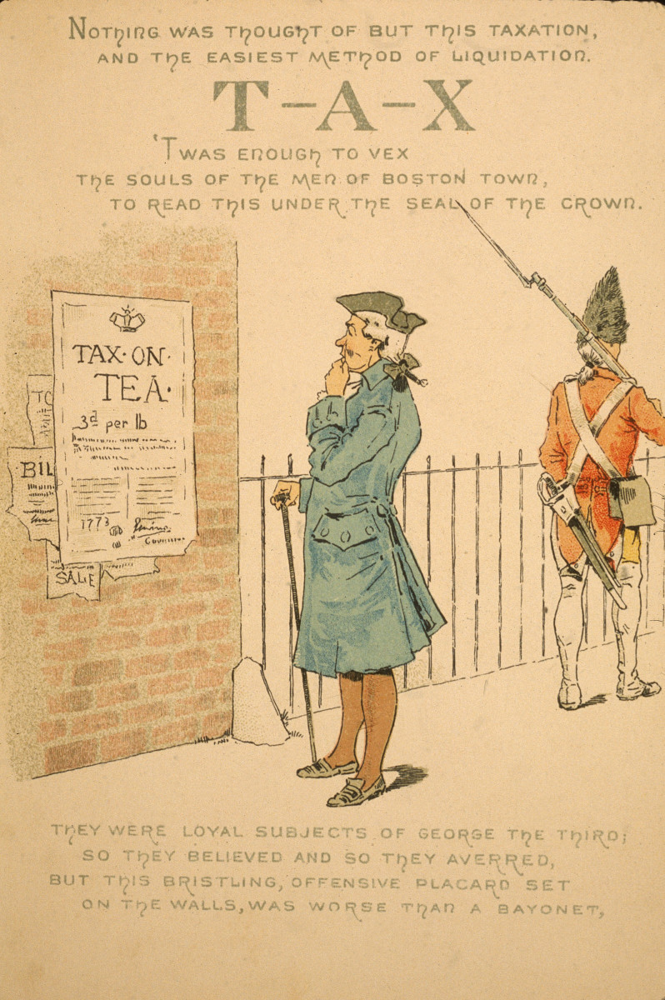 Nothing was thought of but this taxation,
and the easiest method of liquidation.
T-A-X
'Twas enough to vex
the souls of the men of Boston Town,
to read this under the seal of the crown.
TAX·ON·
TEA·
3d per lb
1773
Govern
TO
BIL
SALE
They were loyal subjects of George the Third;
So they believed and so they averred,
But this bristling, offensive placard set
on the walls, was worse than a bayonet,